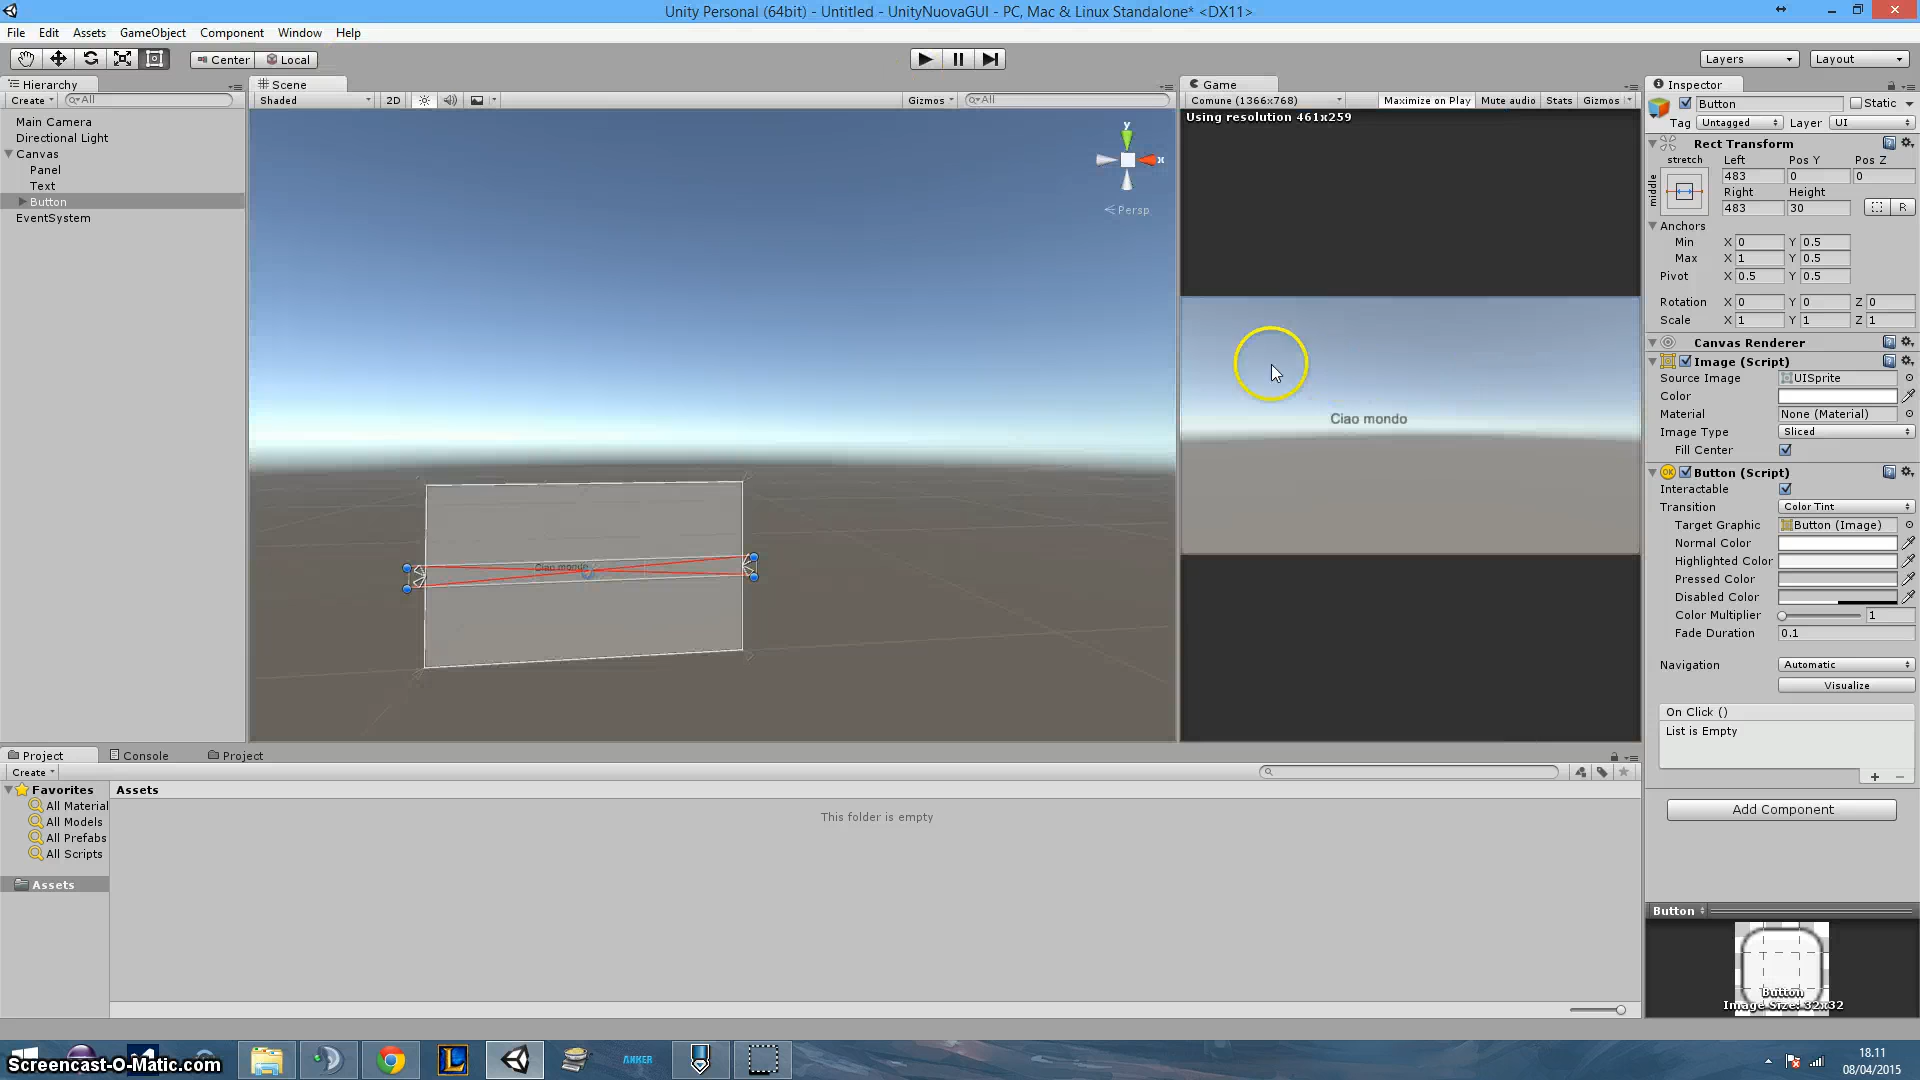 Unity Personal (64bit) - Untitled - UnityNuovaGUI - PC, Mac & Linux Standalone* <DX11>
File Edit Assets GameObject Component Window Help
Center Local Layers Layout
Hierarchy
Create All
Main Camera
Directional Light
Canvas
Panel
Text
Button
EventSystem
Scene
Shaded 2D Gizmos All
y
x
Persp
Ciao mondo
Game
Comune (1366x768) Maximize on Play Mute audio Stats Gizmos
Using resolution 461x259
Ciao mondo
Inspector
Button Static
Tag Untagged Layer UI
Rect Transform
stretch Left Pos Y Pos Z
483 0 0
middle
Right Height
483 30 R
Anchors
Min X 0 Y 0.5
Max X 1 Y 0.5
Pivot X 0.5 Y 0.5
Rotation X 0 Y 0 Z 0
Scale X 1 Y 1 Z 1
Canvas Renderer
Image (Script)
Source Image UISprite
Color
Material None (Material)
Image Type Sliced
Fill Center
OK Button (Script)
Interactable
Transition Color Tint
Target Graphic Button (Image)
Normal Color
Highlighted Color
Pressed Color
Disabled Color
Color Multiplier 1
Fade Duration 0.1
Navigation Automatic
Visualize
On Click ()
List is Empty
+ −
Add Component
Button
Button
Image Size: 32x32
Project Console Project
Create
Favorites
All Material
All Models
All Prefabs
All Scripts
Assets
Assets
This folder is empty
Screencast-O-Matic.com
L
ANKER
18.11
08/04/2015